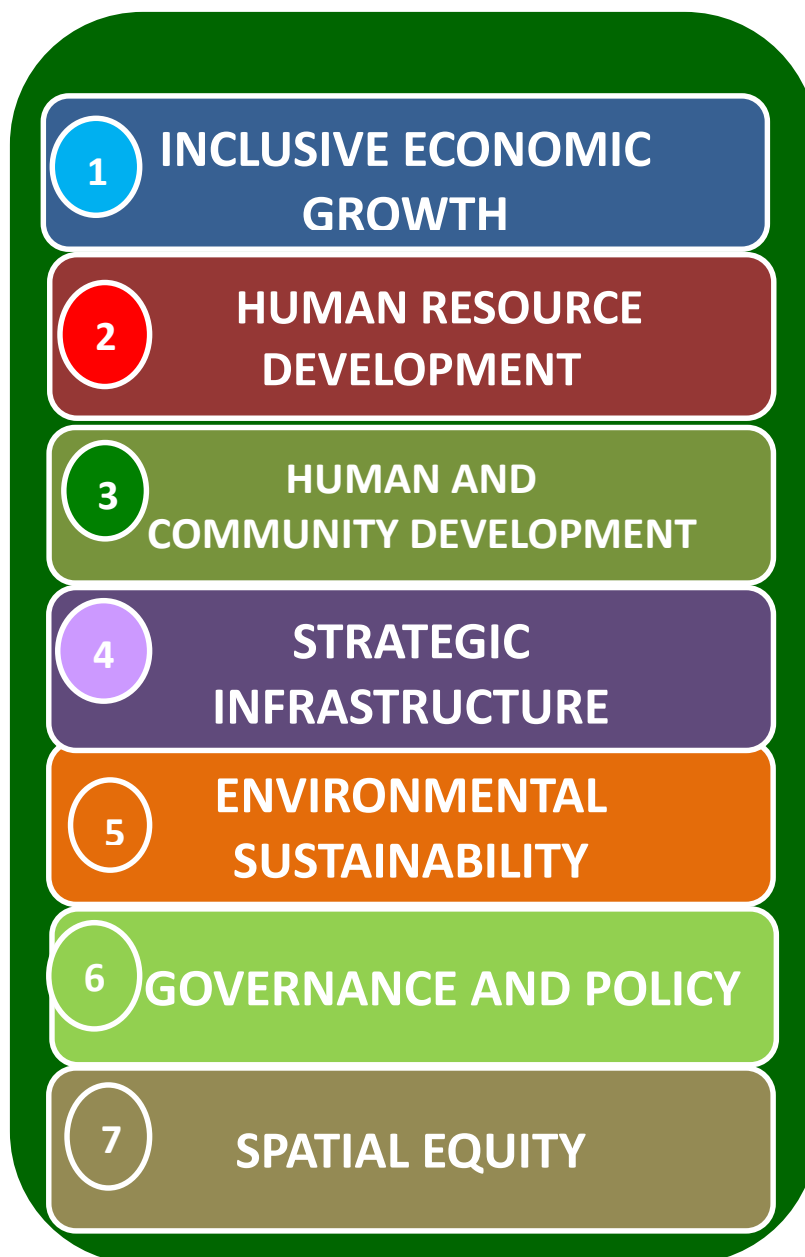 1
INCLUSIVE ECONOMIC
GROWTH
2
HUMAN RESOURCE
DEVELOPMENT
3
HUMAN AND
COMMUNITY DEVELOPMENT
4
STRATEGIC
INFRASTRUCTURE
5
ENVIRONMENTAL
SUSTAINABILITY
6
GOVERNANCE AND POLICY
7
SPATIAL EQUITY